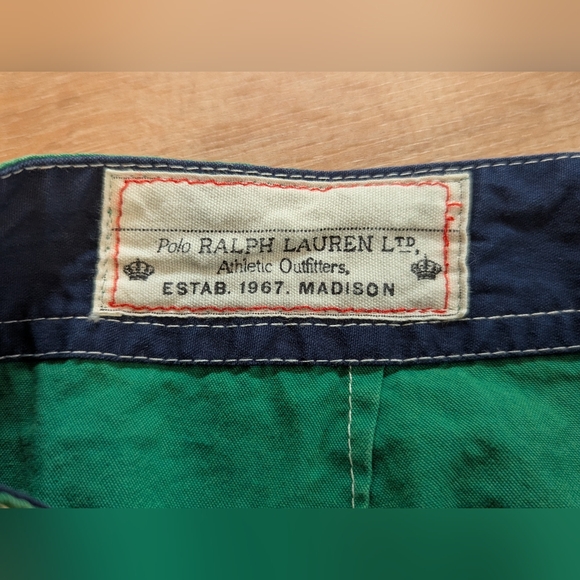 Polo RALPH LAUREN LTD.
Athletic Outfitters,
ESTAB. 1967. MADISON